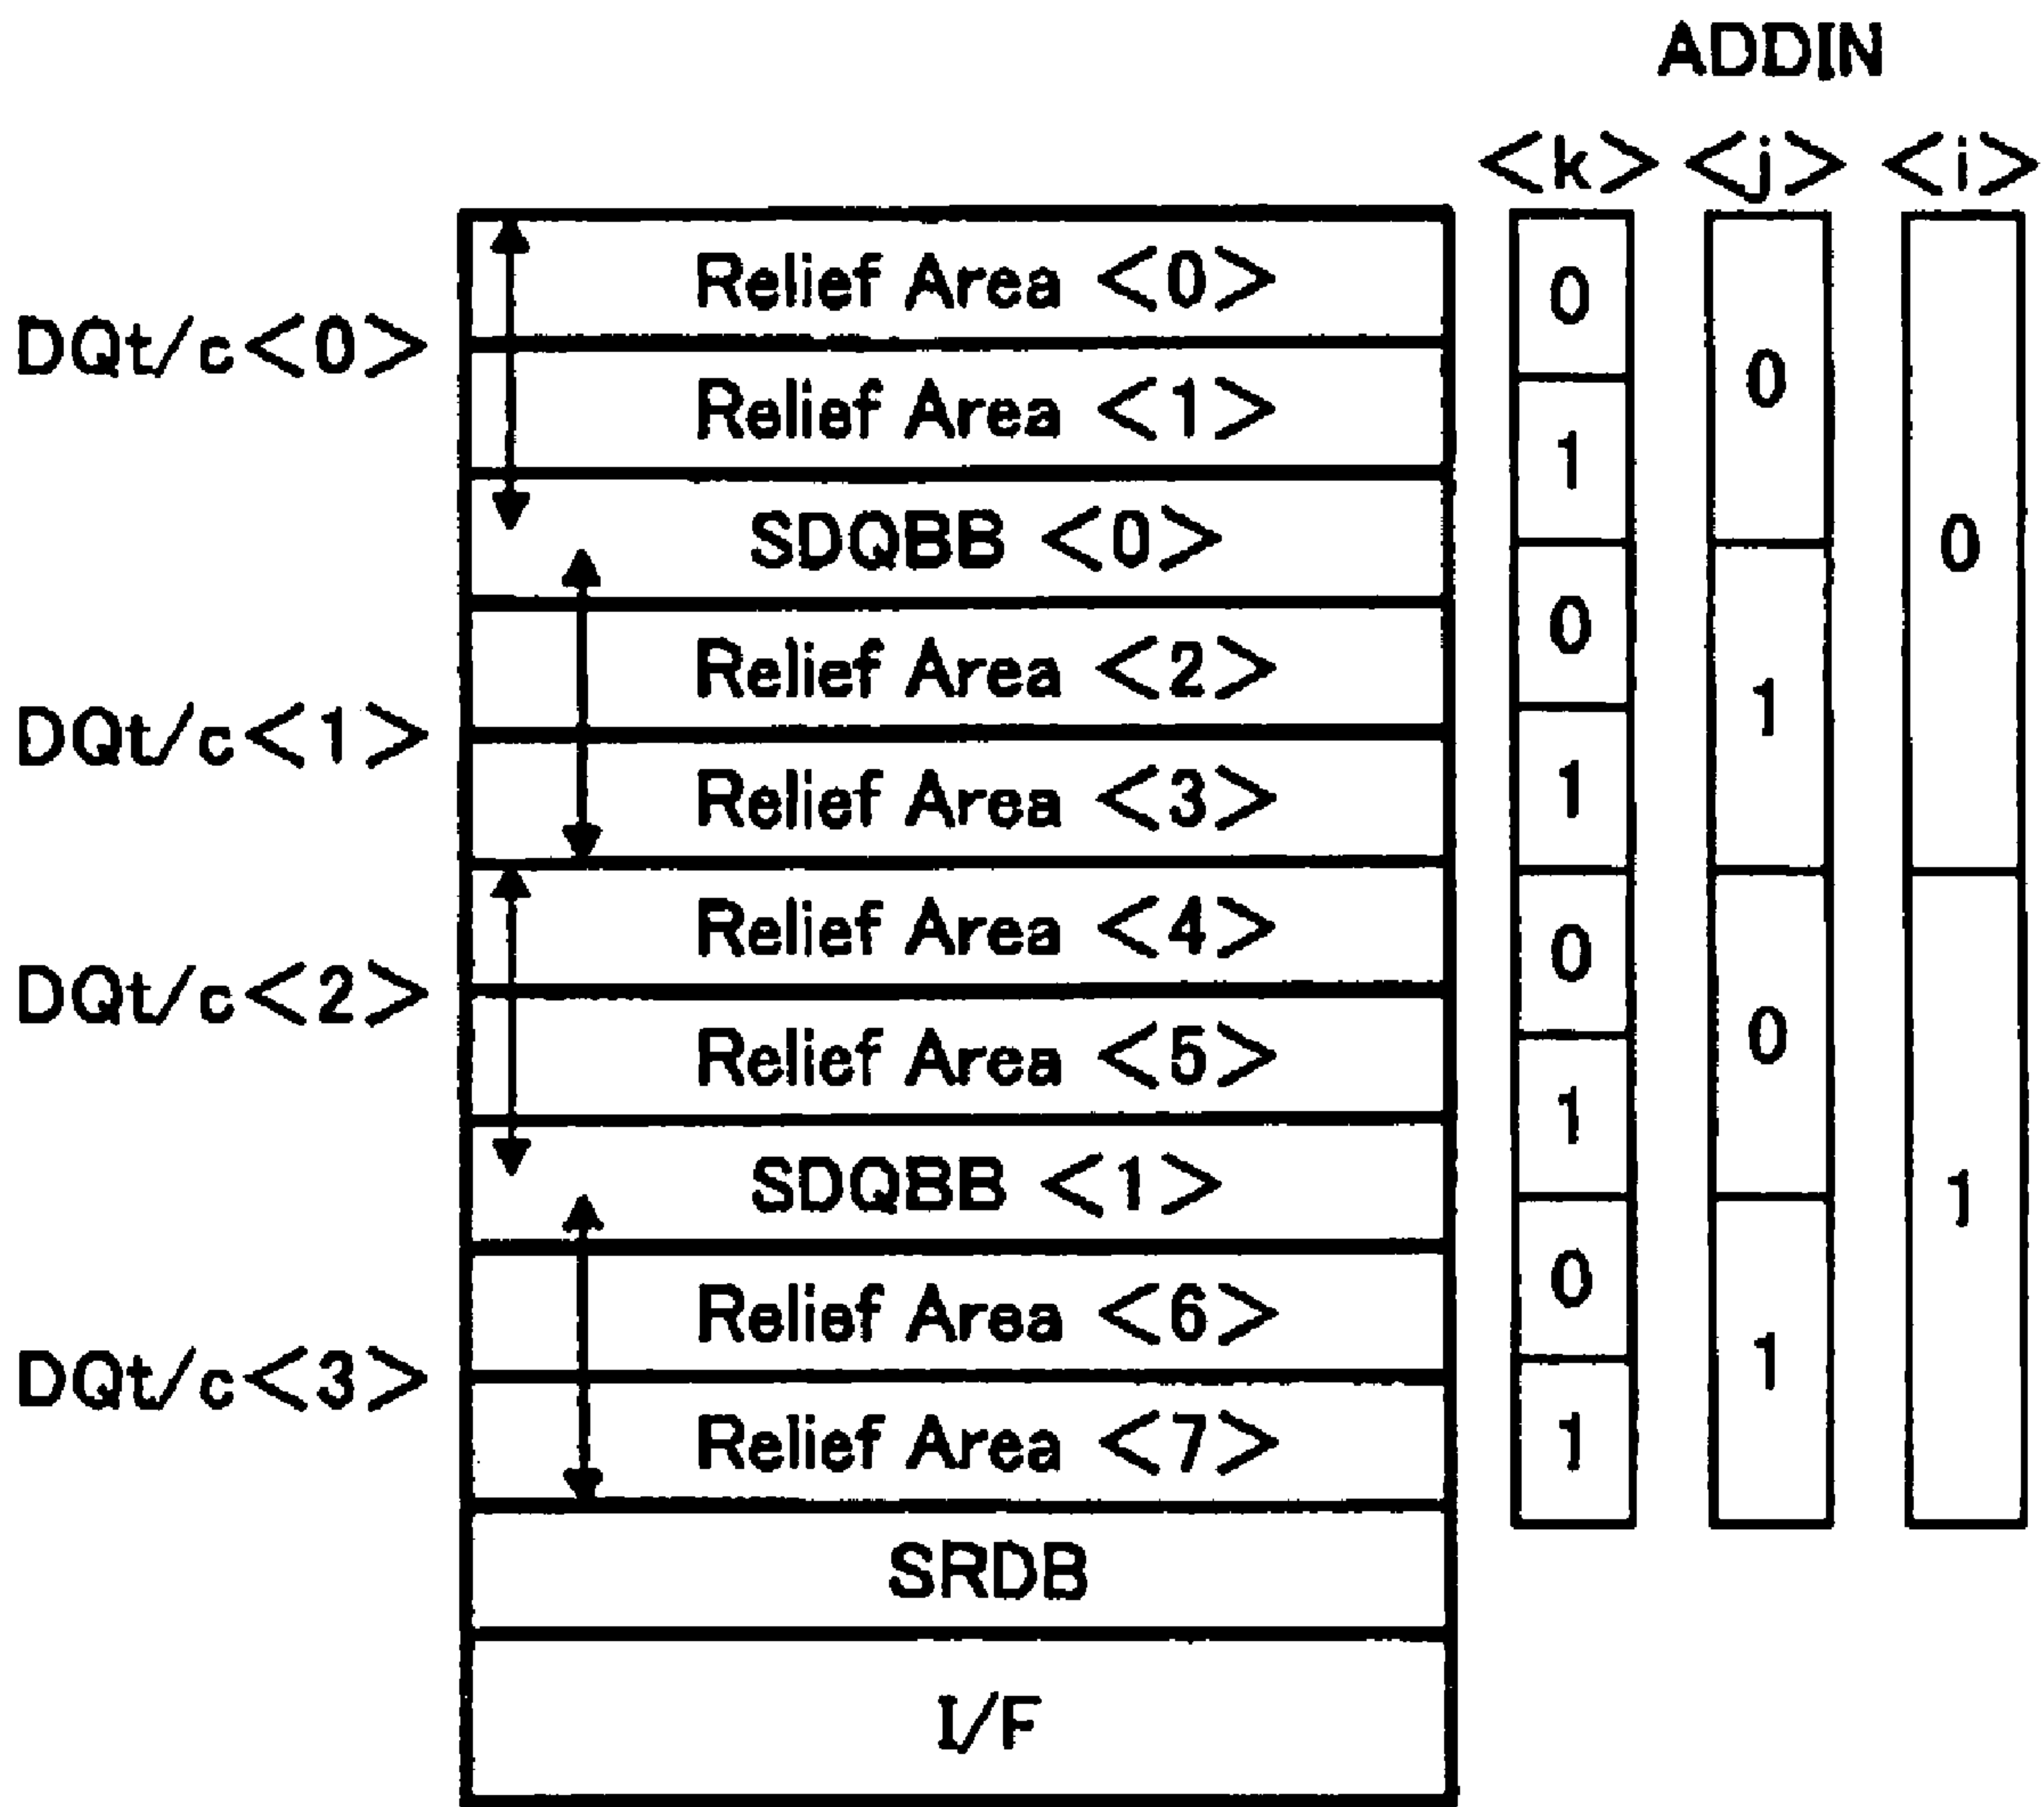 ADDIN
<k> <j> <i>
DQt/c<0>
Relief Area <0>
Relief Area <1>
SDQBB <0>
DQt/c<1>
Relief Area <2>
Relief Area <3>
DQt/c<2>
Relief Area <4>
Relief Area <5>
SDQBB <1>
DQt/c<3>
Relief Area <6>
Relief Area <7>
SRDB
I/F
0
1
0
1
0
1
0
1
0
1
0
1
0
1